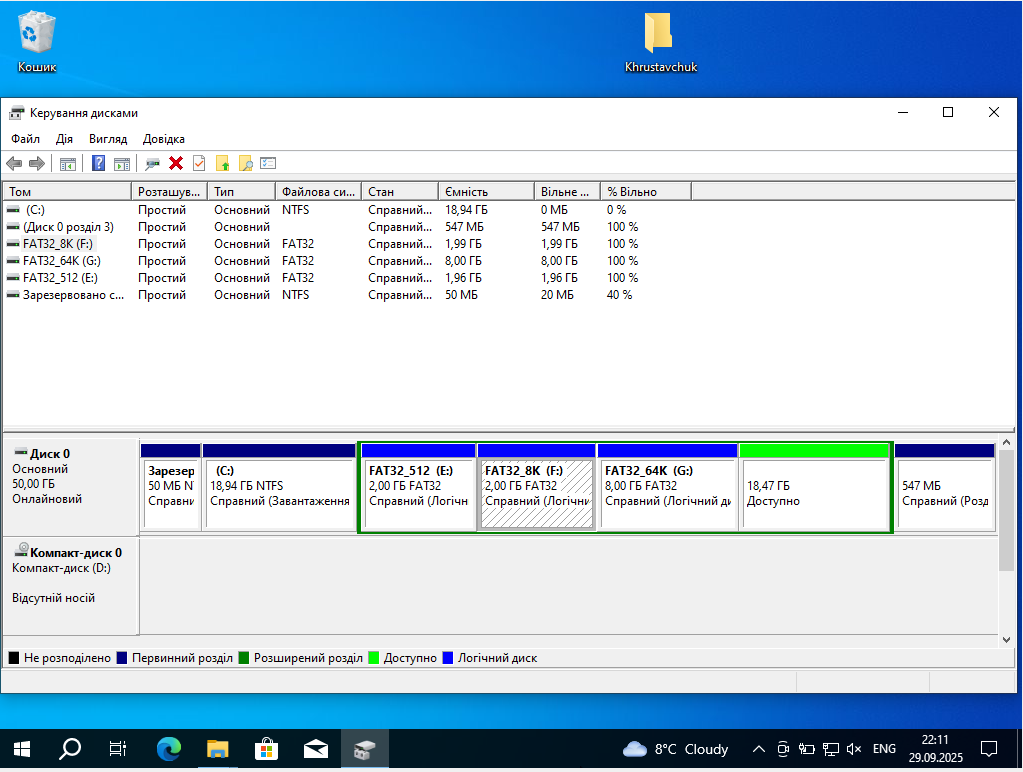 Кошик
Khrustavchuk
Керування дисками
Файл Дія Вигляд Довідка
Том Розташув... Тип Файлова си... Стан Ємність Вільне ... % Вільно
(C:) Простий Основний NTFS Справний... 18,94 ГБ 0 МБ 0 %
(Диск 0 розділ 3) Простий Основний Справний... 547 МБ 547 МБ 100 %
FAT32_8K (F:) Простий Основний FAT32 Справний... 1,99 ГБ 1,99 ГБ 100 %
FAT32_64K (G:) Простий Основний FAT32 Справний... 8,00 ГБ 8,00 ГБ 100 %
FAT32_512 (E:) Простий Основний FAT32 Справний... 1,96 ГБ 1,96 ГБ 100 %
Зарезервовано с... Простий Основний NTFS Справний... 50 МБ 20 МБ 40 %
Диск 0
Основний
50,00 ГБ
Онлайновий
Зарезер
50 МБ N
Справни
(C:)
18,94 ГБ NTFS
Справний (Завантаження
FAT32_512 (E:)
2,00 ГБ FAT32
Справний (Логічн
FAT32_8K (F:)
2,00 ГБ FAT32
Справний (Логічни
FAT32_64K (G:)
8,00 ГБ FAT32
Справний (Логічний ди
18,47 ГБ
Доступно
547 МБ
Справний (Розд
Компакт-диск 0
Компакт-диск (D:)
Відсутній носій
Не розподілено Первинний розділ Розширений розділ Доступно Логічний диск
8°C Cloudy
ENG
22:11
29.09.2025